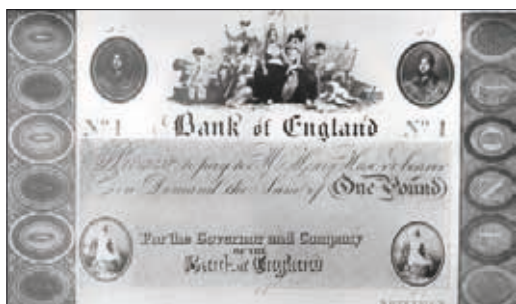 No 1 Bank of England No 1
I Promise to pay to Mr Henry Hase or bearer
on Demand the Sum of One Pound
For the Governor and Company
OF THE
Bank of England